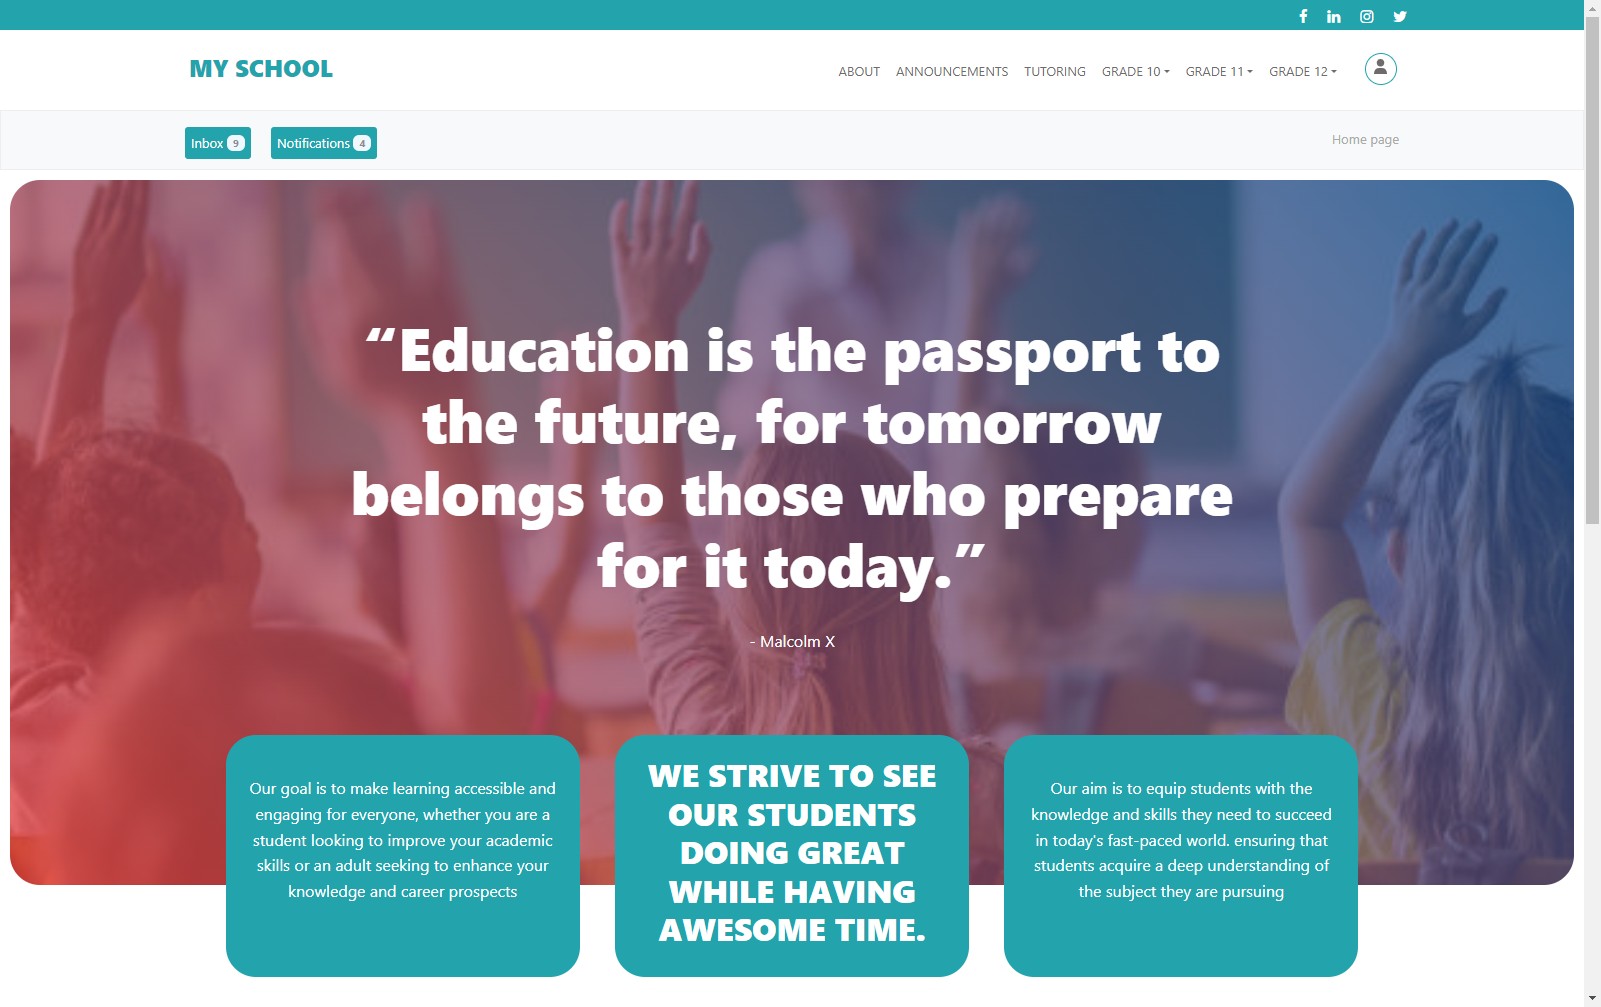 MY SCHOOL
ABOUT ANNOUNCEMENTS TUTORING GRADE 10 GRADE 11 GRADE 12
Inbox 9 Notifications 4
Home page
“Education is the passport to
the future, for tomorrow
belongs to those who prepare
for it today.”
- Malcolm X
Our goal is to make learning accessible and
engaging for everyone, whether you are a
student looking to improve your academic
skills or an adult seeking to enhance your
knowledge and career prospects
WE STRIVE TO SEE
OUR STUDENTS
DOING GREAT
WHILE HAVING
AWESOME TIME.
Our aim is to equip students with the
knowledge and skills they need to succeed
in today's fast-paced world. ensuring that
students acquire a deep understanding of
the subject they are pursuing